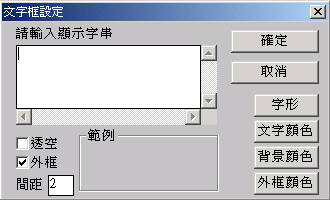 文字框設定
請輸入顯示字串
確定
取消
字形
文字顏色
背景顏色
外框顏色
透空
外框
間距 2
範例